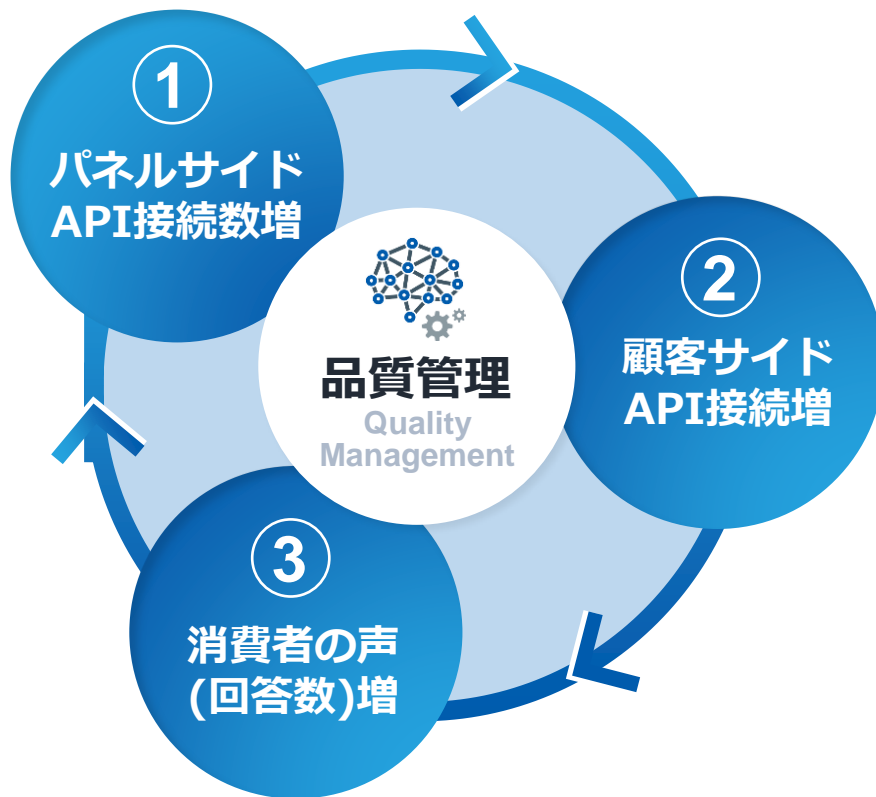 ①
パネルサイド
API接続数増
②
顧客サイド
API接続増
品質管理
Quality
Management
③
消費者の声
(回答数)増